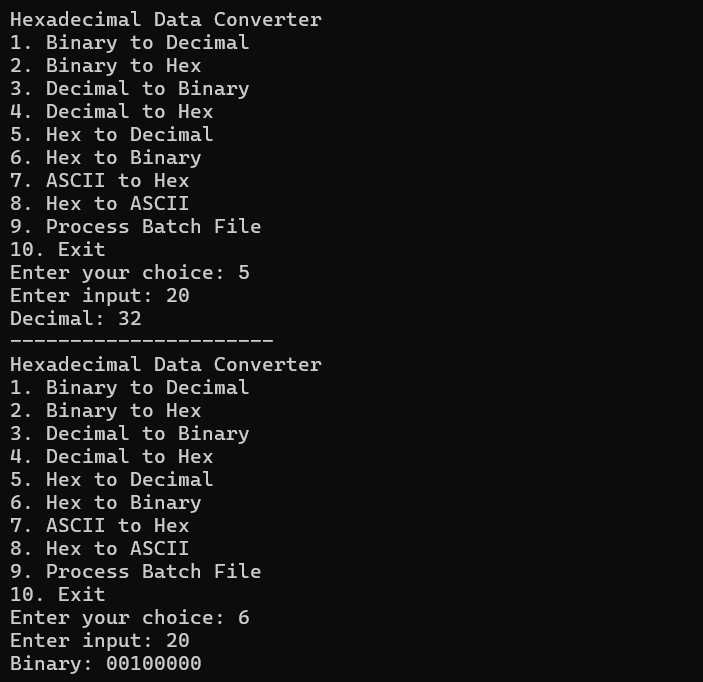 Hexadecimal Data Converter
1. Binary to Decimal
2. Binary to Hex
3. Decimal to Binary
4. Decimal to Hex
5. Hex to Decimal
6. Hex to Binary
7. ASCII to Hex
8. Hex to ASCII
9. Process Batch File
10. Exit
Enter your choice: 5
Enter input: 20
Decimal: 32
----------------------
Hexadecimal Data Converter
1. Binary to Decimal
2. Binary to Hex
3. Decimal to Binary
4. Decimal to Hex
5. Hex to Decimal
6. Hex to Binary
7. ASCII to Hex
8. Hex to ASCII
9. Process Batch File
10. Exit
Enter your choice: 6
Enter input: 20
Binary: 00100000